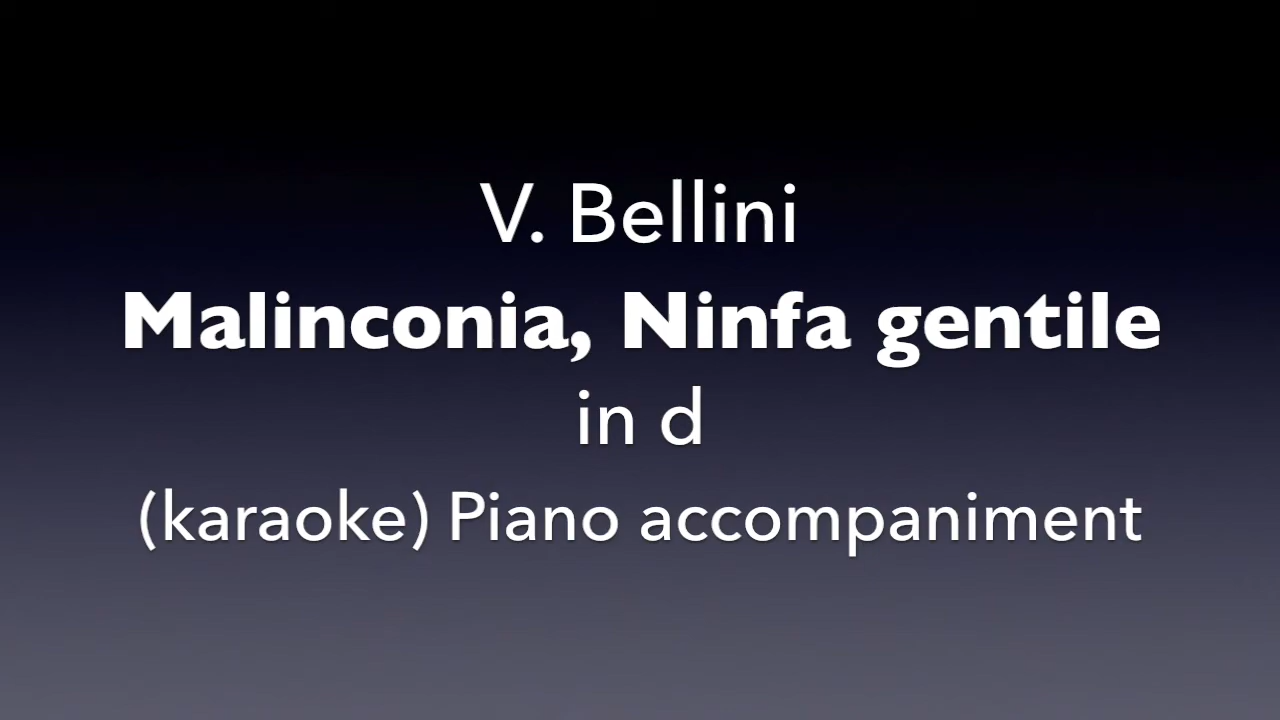 V. Bellini
Malinconia, Ninfa gentile
in d
(karaoke) Piano accompaniment